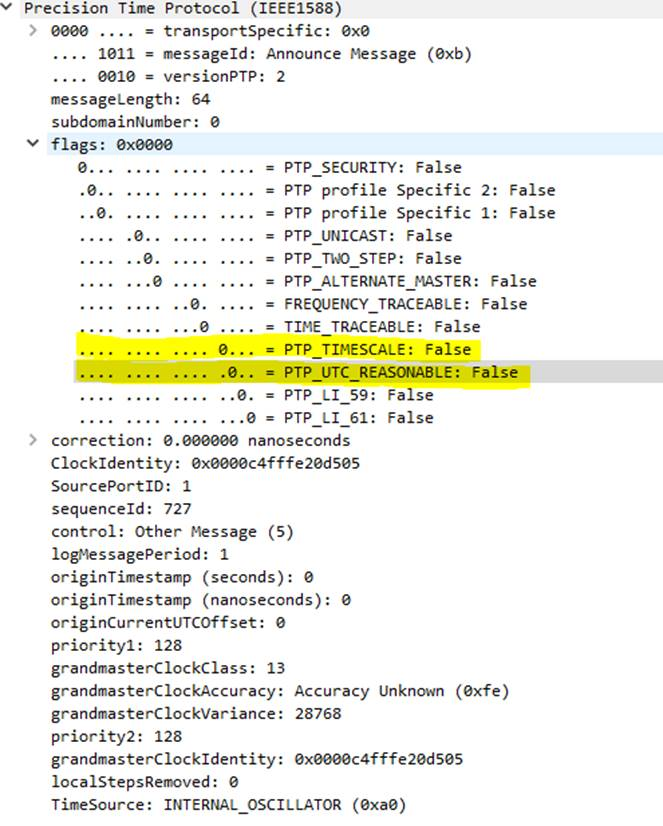 Precision Time Protocol (IEEE1588)
0000 .... = transportSpecific: 0x0
.... 1011 = messageId: Announce Message (0xb)
.... 0010 = versionPTP: 2
messageLength: 64
subdomainNumber: 0
flags: 0x0000
0... .... .... .... = PTP_SECURITY: False
.0.. .... .... .... = PTP profile Specific 2: False
..0. .... .... .... = PTP profile Specific 1: False
.... .0.. .... .... = PTP_UNICAST: False
.... ..0. .... .... = PTP_TWO_STEP: False
.... ...0 .... .... = PTP_ALTERNATE_MASTER: False
.... .... ..0. .... = FREQUENCY_TRACEABLE: False
.... .... ...0 .... = TIME_TRACEABLE: False
.... .... .... 0... = PTP_TIMESCALE: False
.... .... .... .0.. = PTP_UTC_REASONABLE: False
.... .... .... ..0. = PTP_LI_59: False
.... .... .... ...0 = PTP_LI_61: False
correction: 0.000000 nanoseconds
ClockIdentity: 0x0000c4fffe20d505
SourcePortID: 1
sequenceId: 727
control: Other Message (5)
logMessagePeriod: 1
originTimestamp (seconds): 0
originTimestamp (nanoseconds): 0
originCurrentUTCOffset: 0
priority1: 128
grandmasterClockClass: 13
grandmasterClockAccuracy: Accuracy Unknown (0xfe)
grandmasterClockVariance: 28768
priority2: 128
grandmasterClockIdentity: 0x0000c4fffe20d505
localStepsRemoved: 0
TimeSource: INTERNAL_OSCILLATOR (0xa0)